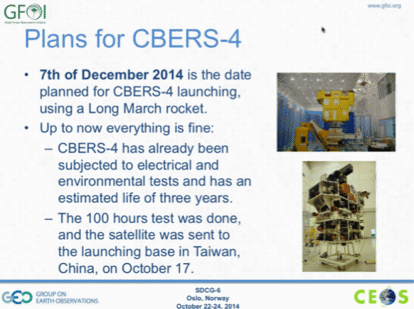 GFOI
www.gfoi.org
Plans for CBERS-4
• 7th of December 2014 is the date
planned for CBERS-4 launching,
using a Long March rocket.
• Up to now everything is fine:
– CBERS-4 has already been
subjected to electrical and
environmental tests and has an
estimated life of three years.
– The 100 hours test was done,
and the satellite was sent to
the launching base in Taiwan,
China, on October 17.
GEO GROUP ON
EARTH OBSERVATIONS
SDCG-6
Oslo, Norway
October 22-24, 2014
CEOS